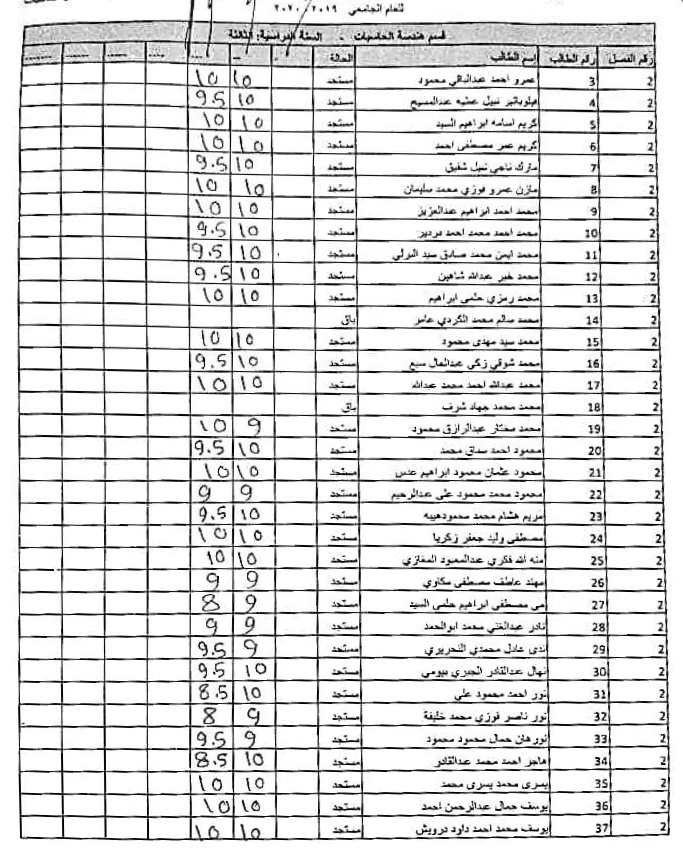 للعام الجامعي ٢٠١٩/٢٠٢٠
قسم هندسة الحاسبات - السنة الدراسية: الثالثة
رقم الفصل رقم الطالب إسم الطالب الحالة
2 3 عمرو احمد عبدالباقي محمود مستجد 10 10
2 4 فيلوباتير نبيل عطيه عبدالمسيح مستجد 10 9.5
2 5 كريم اسامه ابراهيم السيد مستجد 10 10
2 6 كريم عمر مصطفى احمد مستجد 10 10
2 7 مارك ناجي نبيل شفيق مستجد 10 9.5
2 8 مازن عمرو فوزي محمد سليمان مستجد 10 10
2 9 محمد احمد ابراهيم عبدالعزيز مستجد 10 10
2 10 محمد احمد محمد احمد دردير مستجد 10 9.5
2 11 محمد ايمن محمد صادق سيد البرلي مستجد 10 9.5
2 12 محمد خبر عبدالله شاهين مستجد 10 9.5
2 13 محمد رمزي حلمى ابراهيم مستجد 10 10
2 14 محمد سالم محمد الكردي عامر باق
2 15 محمد سيد مهدى محمود مستجد 10 10
2 16 محمد شوقي زكى عبدالعال سبع مستجد 10 9.5
2 17 محمد عبدالله احمد محمد عبدالله مستجد 10 10
2 18 محمد محمد جهاد شرف باق
2 19 محمد مختار عبدالرازق محمود مستجد 9 10
2 20 محمود احمد صدأق محمد مستجد 10 9.5
2 21 محمود عثمان محمود ابراهيم عدس مستجد 10 10
2 22 محمود محمد محمود على عبدالرحيم مستجد 9 9
2 23 مريم هشام محمد محمودهيبه مستجد 10 9.5
2 24 مصطفى وليد جعفر زكريا مستجد 10 10
2 25 منه الله فكري عبدالمعبود المغازي مستجد 10 10
2 26 مهند عاطف مصطفى مكاوي مستجد 9 9
2 27 مى مصطفى ابراهيم حلمى السيد مستجد 9 8
2 28 نادر عبدالغني محمد ابوالحمد مستجد 9 9
2 29 ندى عادل محمدي النحريري مستجد 9 9.5
2 30 نهال عبدالقادر الجبري بيومى مستجد 10 9.5
2 31 نور احمد محمود علي مستجد 10 8.5
2 32 نور ناصر فوزي محمد خليفة مستجد 9 8
2 33 نورهان جمال محمود محمود مستجد 9 9.5
2 34 هاجر احمد محمد عبدالقادر مستجد 10 8.5
2 35 يسرى محمد يسرى محمد مستجد 10 10
2 36 يوسف جمال عبدالرحمن احمد مستجد 10 10
2 37 يوسف محمد احمد داود درويش مستجد 10 10